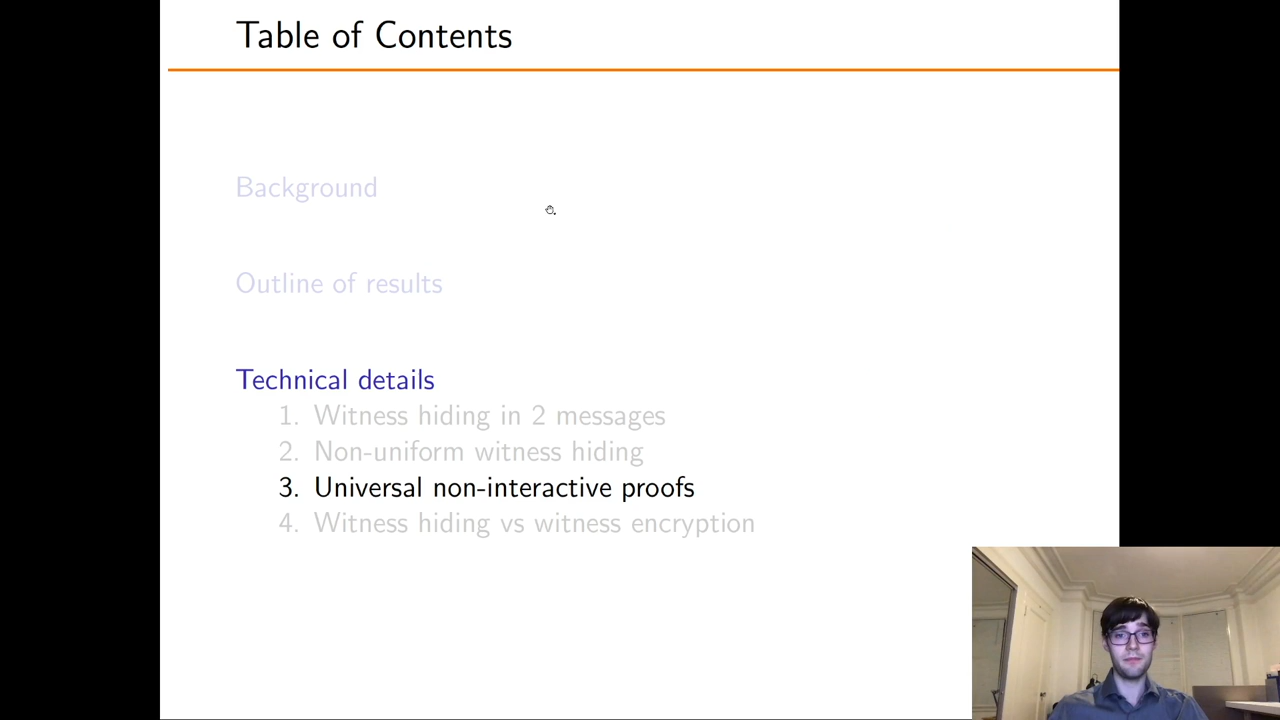 Table of Contents
Background
Outline of results
Technical details
1. Witness hiding in 2 messages
2. Non-uniform witness hiding
3. Universal non-interactive proofs
4. Witness hiding vs witness encryption